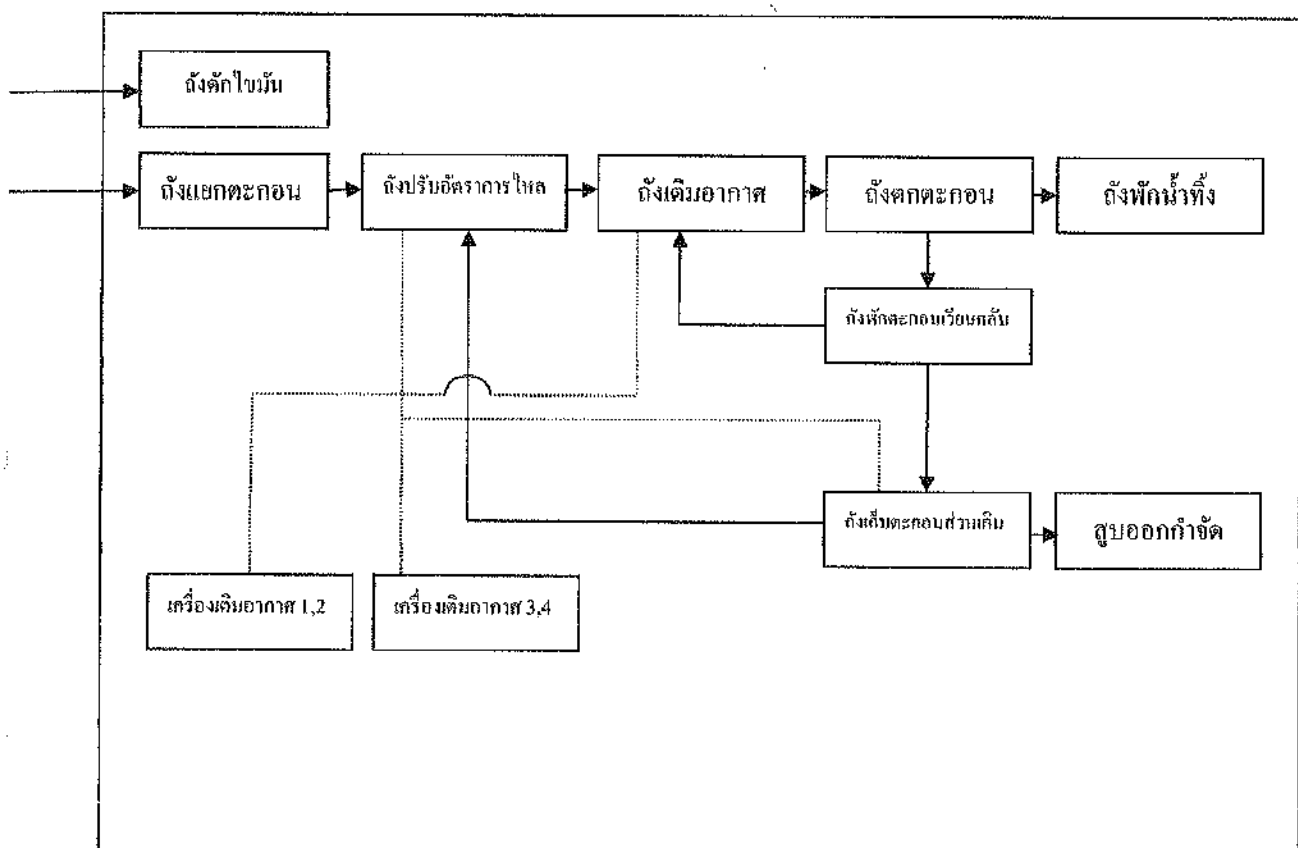 ถังดักไขมัน
ถังแยกตะกอน
ถังปรับอัตราการไหล
ถังเติมอากาศ
ถังตกตะกอน
ถังพักน้ำทิ้ง
ถังพักตะกอนเวียนกลับ
ถังเก็บตะกอนส่วนเกิน
สูบออกกำจัด
เครื่องเติมอากาศ 1,2
เครื่องเติมอากาศ 3,4